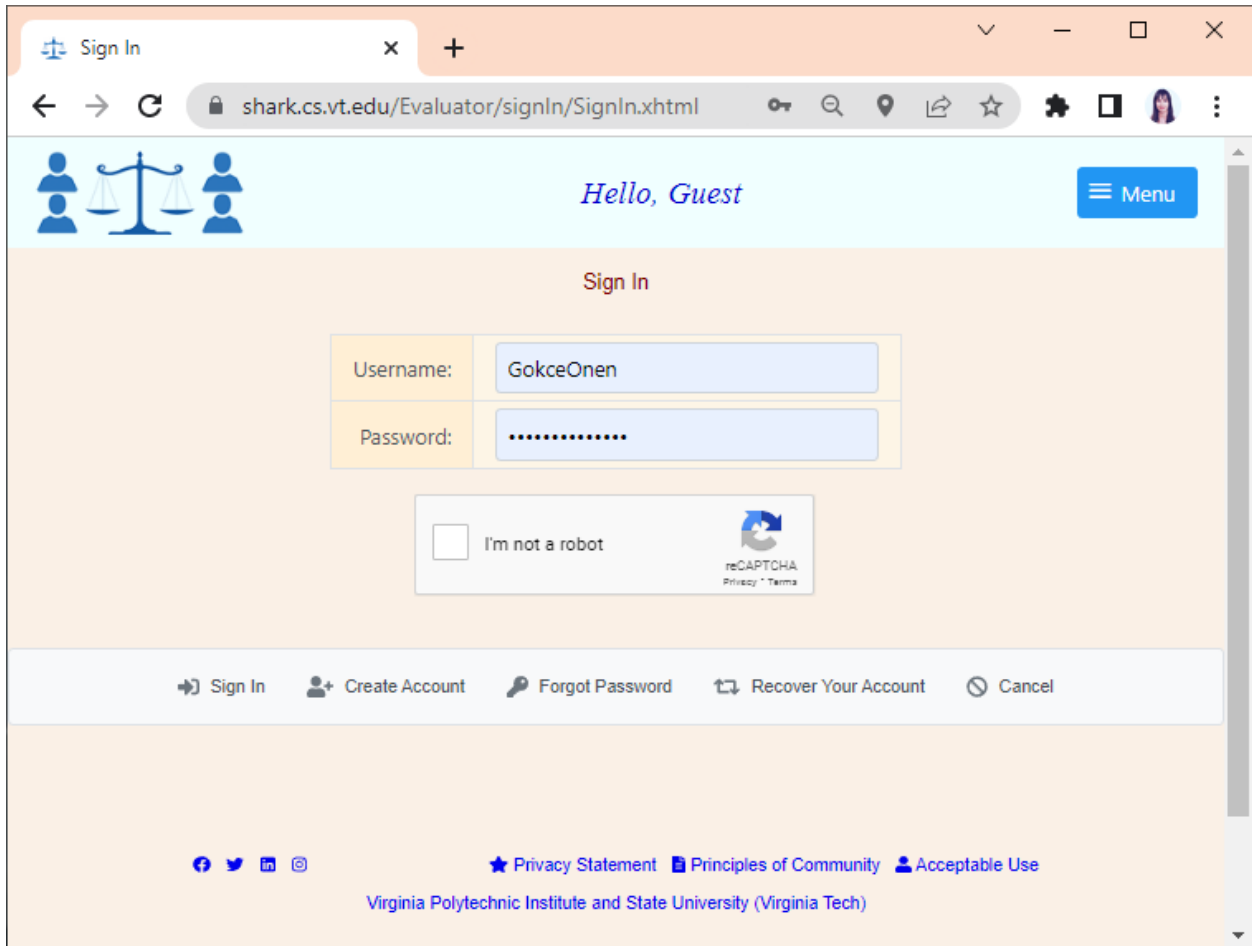 Sign In
shark.cs.vt.edu/Evaluator/signIn/SignIn.xhtml
Hello, Guest
Menu
Sign In
Username: GokceOnen
Password: ••••••••••••••
I'm not a robot
reCAPTCHA
Privacy - Terms
Sign In Create Account Forgot Password Recover Your Account Cancel
Privacy Statement Principles of Community Acceptable Use
Virginia Polytechnic Institute and State University (Virginia Tech)